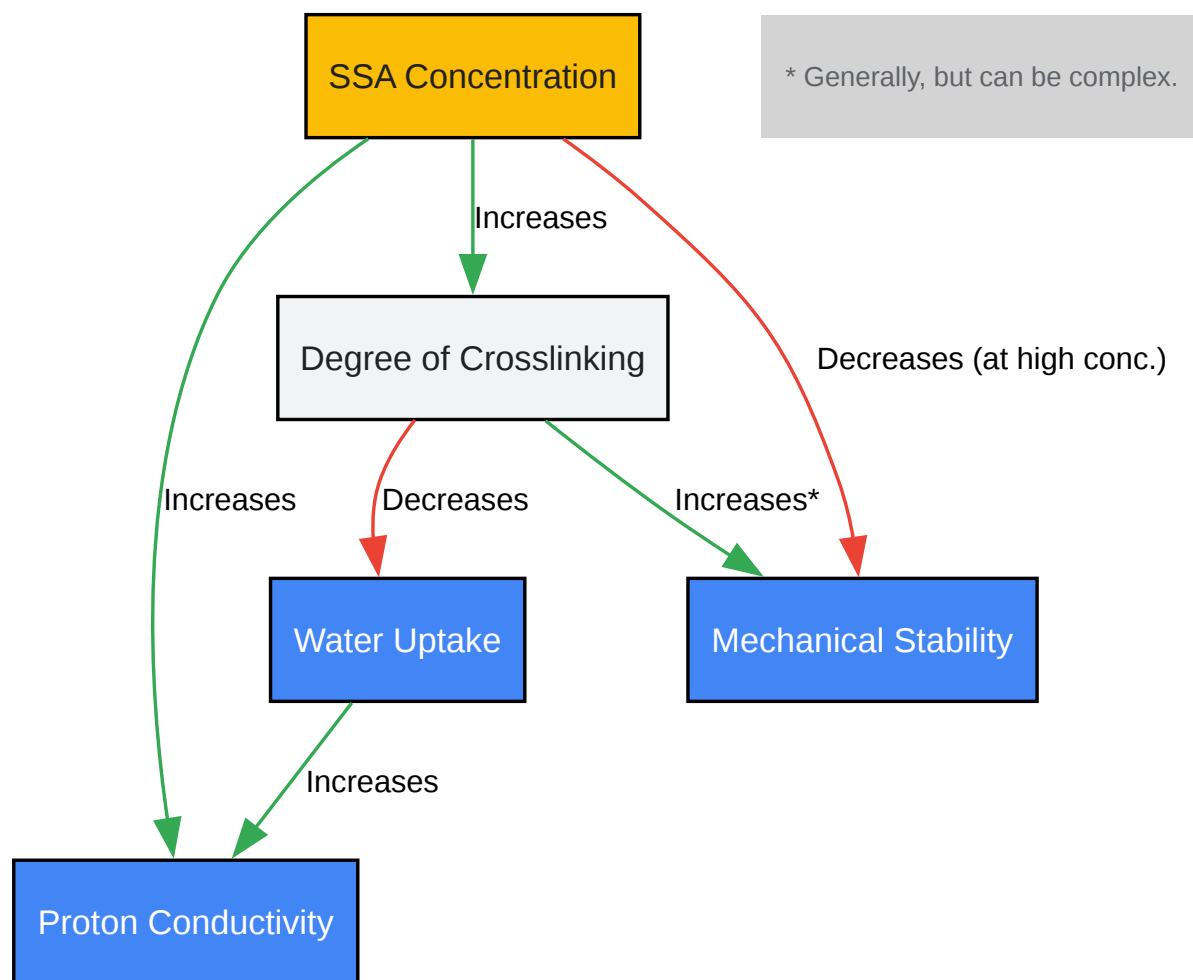 SSA Concentration
* Generally, but can be complex.
Increases
Degree of Crosslinking
Decreases (at high conc.)
Increases
Decreases
Increases*
Water Uptake
Mechanical Stability
Increases
Proton Conductivity